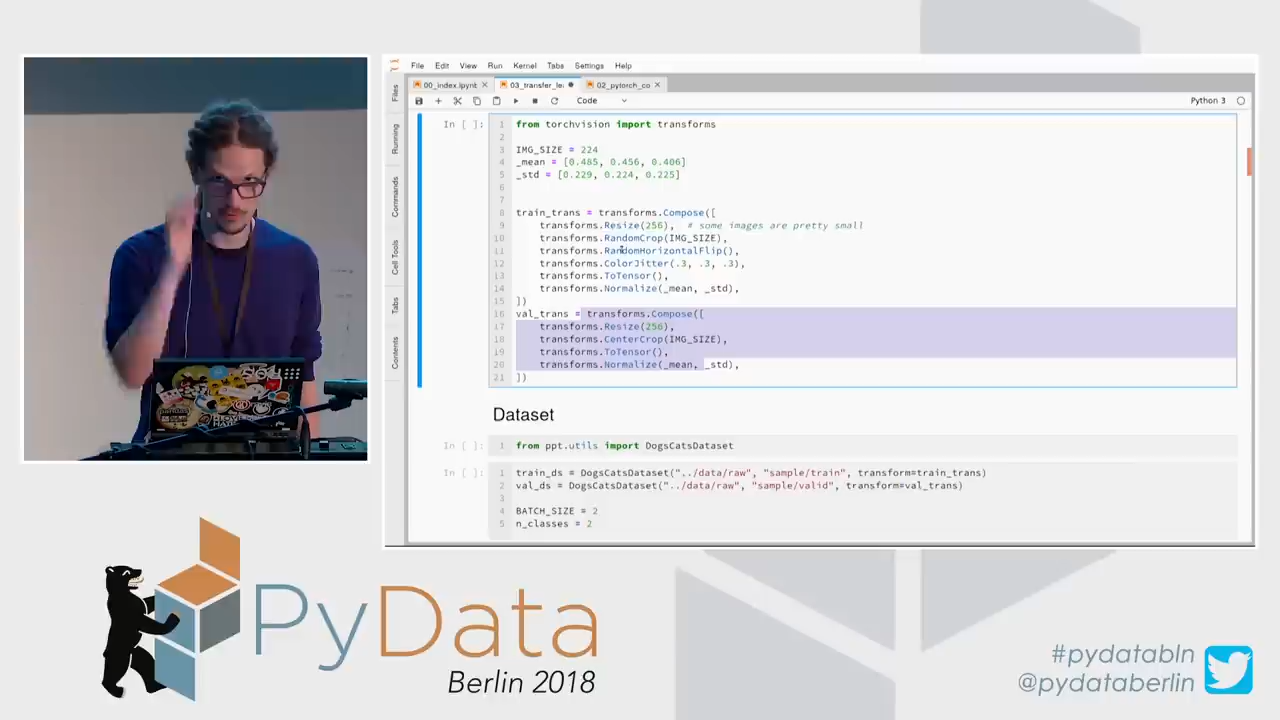 File Edit View Run Kernel Tabs Settings Help
00_index.ipynb 03_transfer_le 02_pytorch_co
Code Python 3
Files
Running
Commands
Cell Tools
Tabs
Contents
In [ ]:
1 from torchvision import transforms
2
3 IMG_SIZE = 224
4 _mean = [0.485, 0.456, 0.406]
5 _std = [0.229, 0.224, 0.225]
6
7
8 train_trans = transforms.Compose([
9 transforms.Resize(256), # some images are pretty small
10 transforms.RandomCrop(IMG_SIZE),
11 transforms.RandomHorizontalFlip(),
12 transforms.ColorJitter(.3, .3, .3),
13 transforms.ToTensor(),
14 transforms.Normalize(_mean, _std),
15 ])
16 val_trans = transforms.Compose([
17 transforms.Resize(256),
18 transforms.CenterCrop(IMG_SIZE),
19 transforms.ToTensor(),
20 transforms.Normalize(_mean, _std),
21 ])
Dataset
In [ ]:
1 from ppt.utils import DogsCatsDataset
In [ ]:
1 train_ds = DogsCatsDataset("../data/raw", "sample/train", transform=train_trans)
2 val_ds = DogsCatsDataset("../data/raw", "sample/valid", transform=val_trans)
3
4 BATCH_SIZE = 2
5 n_classes = 2
PyData
Berlin 2018
#pydatabln
@pydataberlin